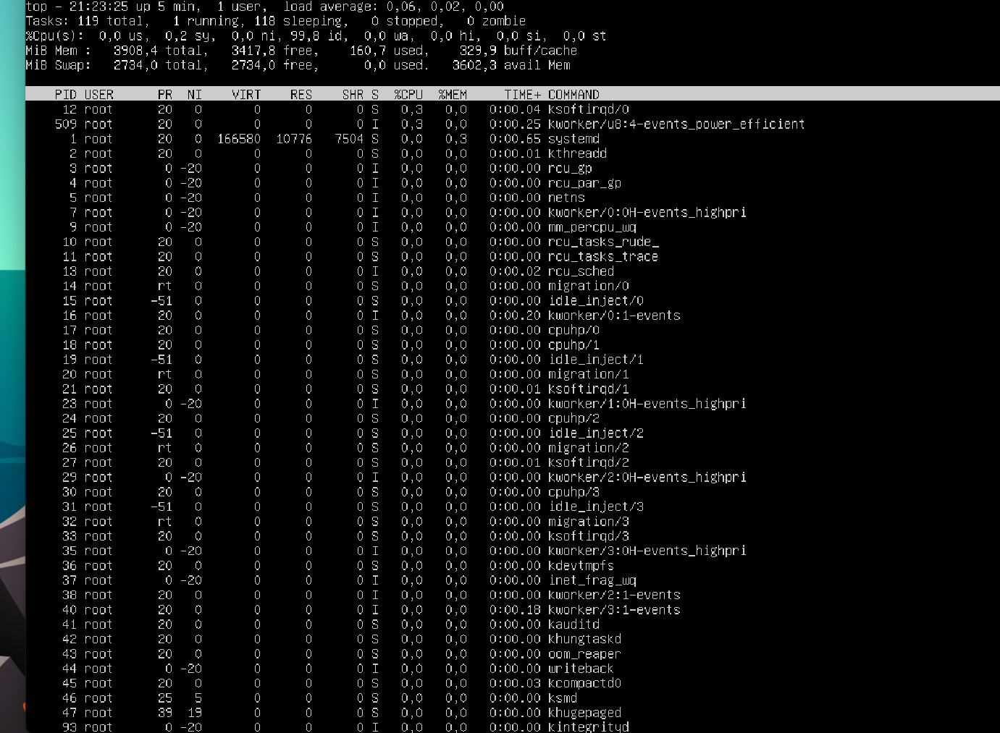 top - 21:23:25 up 5 min,  1 user,  load average: 0,06, 0,02, 0,00
Tasks: 119 total,   1 running, 118 sleeping,   0 stopped,   0 zombie
%Cpu(s):  0,0 us,  0,2 sy,  0,0 ni, 99,8 id,  0,0 wa,  0,0 hi,  0,0 si,  0,0 st
MiB Mem :   3908,4 total,   3417,8 free,    160,7 used,    329,9 buff/cache
MiB Swap:   2734,0 total,   2734,0 free,      0,0 used.   3602,3 avail Mem
PID USER      PR  NI    VIRT    RES    SHR S  %CPU  %MEM     TIME+ COMMAND
12 root      20   0       0      0      0 S   0,3   0,0   0:00.04 ksoftirqd/0
509 root      20   0       0      0      0 I   0,3   0,0   0:00.25 kworker/u8:4-events_power_efficient
1 root      20   0  166580  10776   7504 S   0,0   0,3   0:00.65 systemd
2 root      20   0       0      0      0 S   0,0   0,0   0:00.01 kthreadd
3 root       0 -20       0      0      0 I   0,0   0,0   0:00.00 rcu_gp
4 root       0 -20       0      0      0 I   0,0   0,0   0:00.00 rcu_par_gp
5 root       0 -20       0      0      0 I   0,0   0,0   0:00.00 netns
7 root       0 -20       0      0      0 I   0,0   0,0   0:00.00 kworker/0:0H-events_highpri
9 root       0 -20       0      0      0 I   0,0   0,0   0:00.00 mm_percpu_wq
10 root      20   0       0      0      0 S   0,0   0,0   0:00.00 rcu_tasks_rude_
11 root      20   0       0      0      0 S   0,0   0,0   0:00.00 rcu_tasks_trace
13 root      20   0       0      0      0 I   0,0   0,0   0:00.02 rcu_sched
14 root      rt   0       0      0      0 S   0,0   0,0   0:00.00 migration/0
15 root     -51   0       0      0      0 S   0,0   0,0   0:00.00 idle_inject/0
16 root      20   0       0      0      0 I   0,0   0,0   0:00.20 kworker/0:1-events
17 root      20   0       0      0      0 S   0,0   0,0   0:00.00 cpuhp/0
18 root      20   0       0      0      0 S   0,0   0,0   0:00.00 cpuhp/1
19 root     -51   0       0      0      0 S   0,0   0,0   0:00.00 idle_inject/1
20 root      rt   0       0      0      0 S   0,0   0,0   0:00.00 migration/1
21 root      20   0       0      0      0 S   0,0   0,0   0:00.01 ksoftirqd/1
23 root       0 -20       0      0      0 I   0,0   0,0   0:00.00 kworker/1:0H-events_highpri
24 root      20   0       0      0      0 S   0,0   0,0   0:00.00 cpuhp/2
25 root     -51   0       0      0      0 S   0,0   0,0   0:00.00 idle_inject/2
26 root      rt   0       0      0      0 S   0,0   0,0   0:00.00 migration/2
27 root      20   0       0      0      0 S   0,0   0,0   0:00.01 ksoftirqd/2
29 root       0 -20       0      0      0 I   0,0   0,0   0:00.00 kworker/2:0H-events_highpri
30 root      20   0       0      0      0 S   0,0   0,0   0:00.00 cpuhp/3
31 root     -51   0       0      0      0 S   0,0   0,0   0:00.00 idle_inject/3
32 root      rt   0       0      0      0 S   0,0   0,0   0:00.00 migration/3
33 root      20   0       0      0      0 S   0,0   0,0   0:00.00 ksoftirqd/3
35 root       0 -20       0      0      0 I   0,0   0,0   0:00.00 kworker/3:0H-events_highpri
36 root      20   0       0      0      0 S   0,0   0,0   0:00.00 kdevtmpfs
37 root       0 -20       0      0      0 I   0,0   0,0   0:00.00 inet_frag_wq
38 root      20   0       0      0      0 I   0,0   0,0   0:00.00 kworker/2:1-events
40 root      20   0       0      0      0 I   0,0   0,0   0:00.18 kworker/3:1-events
41 root      20   0       0      0      0 S   0,0   0,0   0:00.00 kauditd
42 root      20   0       0      0      0 S   0,0   0,0   0:00.00 khungtaskd
43 root      20   0       0      0      0 S   0,0   0,0   0:00.00 oom_reaper
44 root       0 -20       0      0      0 I   0,0   0,0   0:00.00 writeback
45 root      20   0       0      0      0 S   0,0   0,0   0:00.03 kcompactd0
46 root      25   5       0      0      0 S   0,0   0,0   0:00.00 ksmd
47 root      39  19       0      0      0 S   0,0   0,0   0:00.00 khugepaged
93 root       0 -20       0      0      0 I   0,0   0,0   0:00.00 kintegrityd